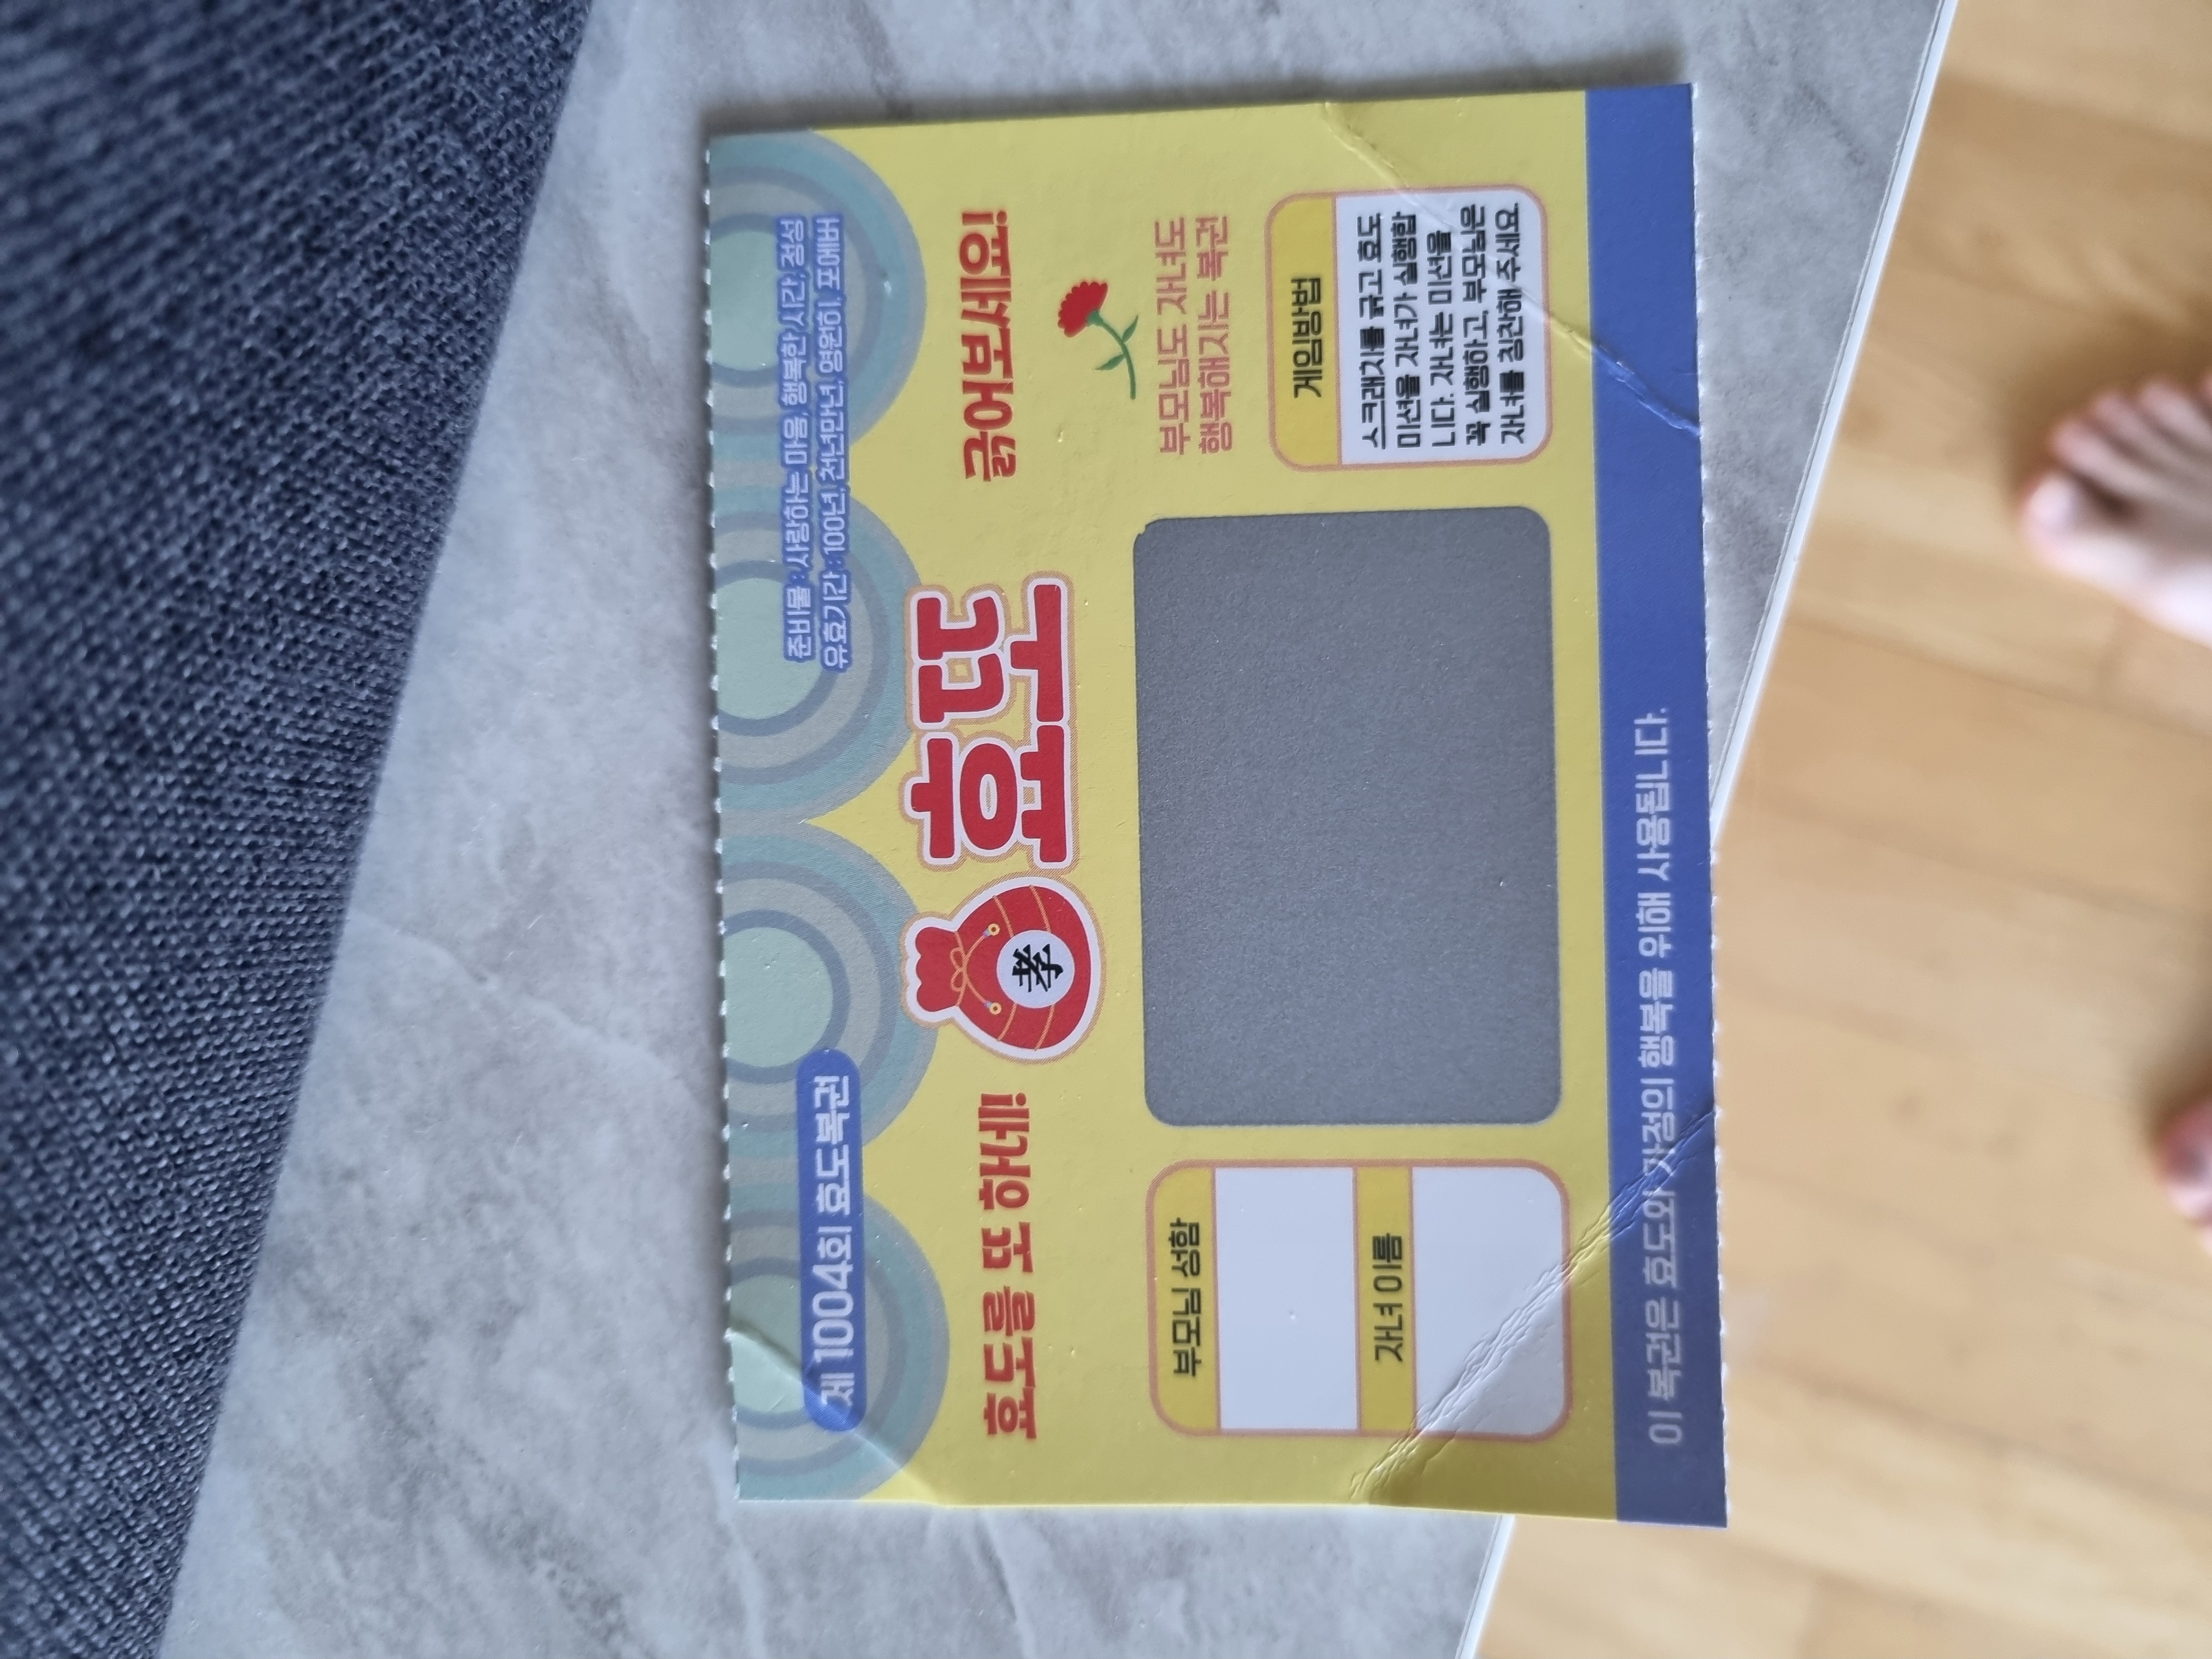 제 1004회 효도복권
준비물 : 사랑하는 마음, 행복한 시간, 정성
유효기간 : 100년, 천년만년, 영원히, 포에버
효도를 또 하네!
孝
효또
긁어보세요!
부모님 성함
자녀 이름
부모님도 자녀도
행복해지는 복권
게임방법
스크래치를 긁고 효도
미션을 자녀가 실행합
니다. 자녀는 미션을
꼭 실행하고, 부모님은
자녀를 칭찬해 주세요.
이 복권은 효도와 가정의 행복을 위해 사용됩니다.